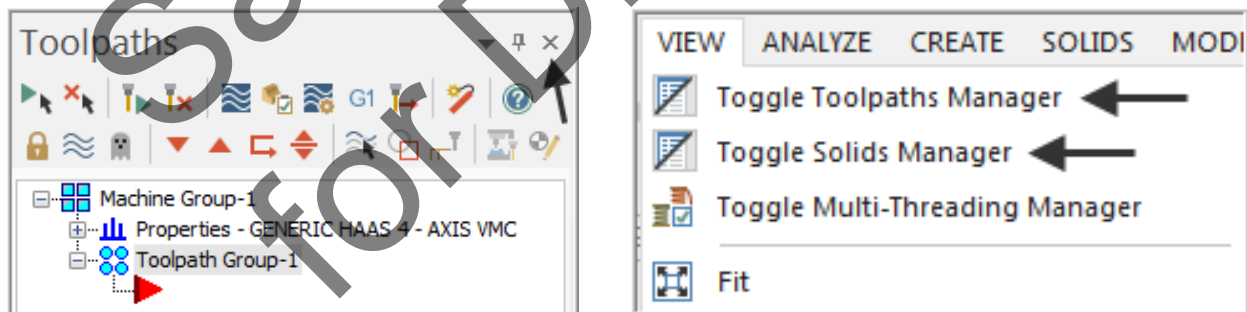 Toolpaths
G1
Machine Group-1
Properties - GENERIC HAAS 4 - AXIS VMC
Toolpath Group-1
VIEW ANALYZE CREATE SOLIDS
Toggle Toolpaths Manager
Toggle Solids Manager
Toggle Multi-Threading Manager
Fit
for